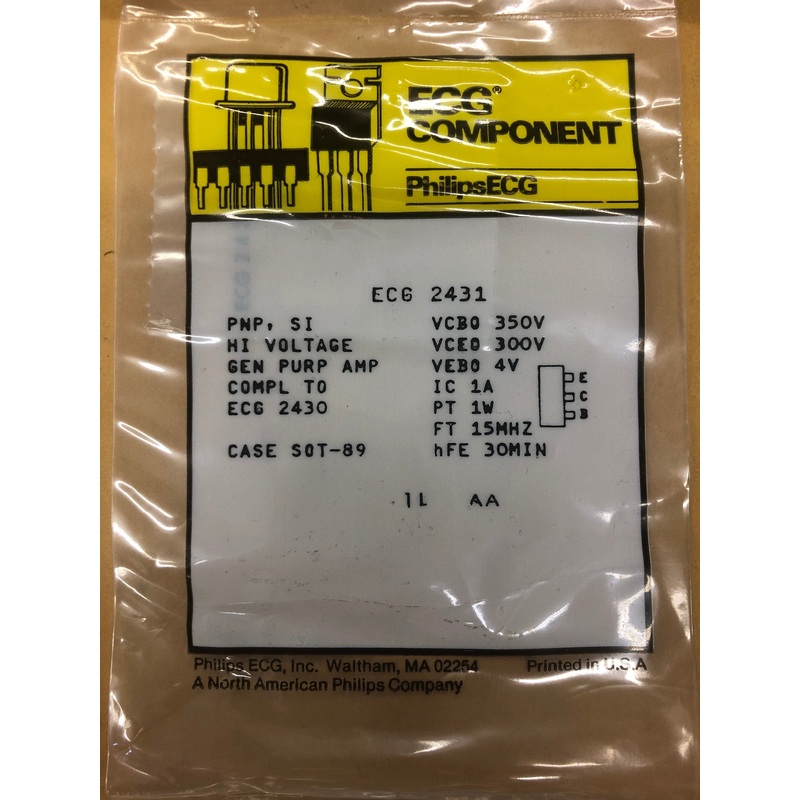 ECG®
COMPONENT
PhilipsECG
ECG 2431
PNP, SI
HI VOLTAGE
GEN PURP AMP
COMPL TO
ECG 2430
CASE SOT-89
VCBO 350V
VCEO 300V
VEBO 4V
IC 1A
PT 1W
FT 15MHZ
hFE 30MIN
E
C
B
1L AA
Philips ECG, Inc. Waltham, MA 02254
Printed in U.S.A
A North American Philips Company